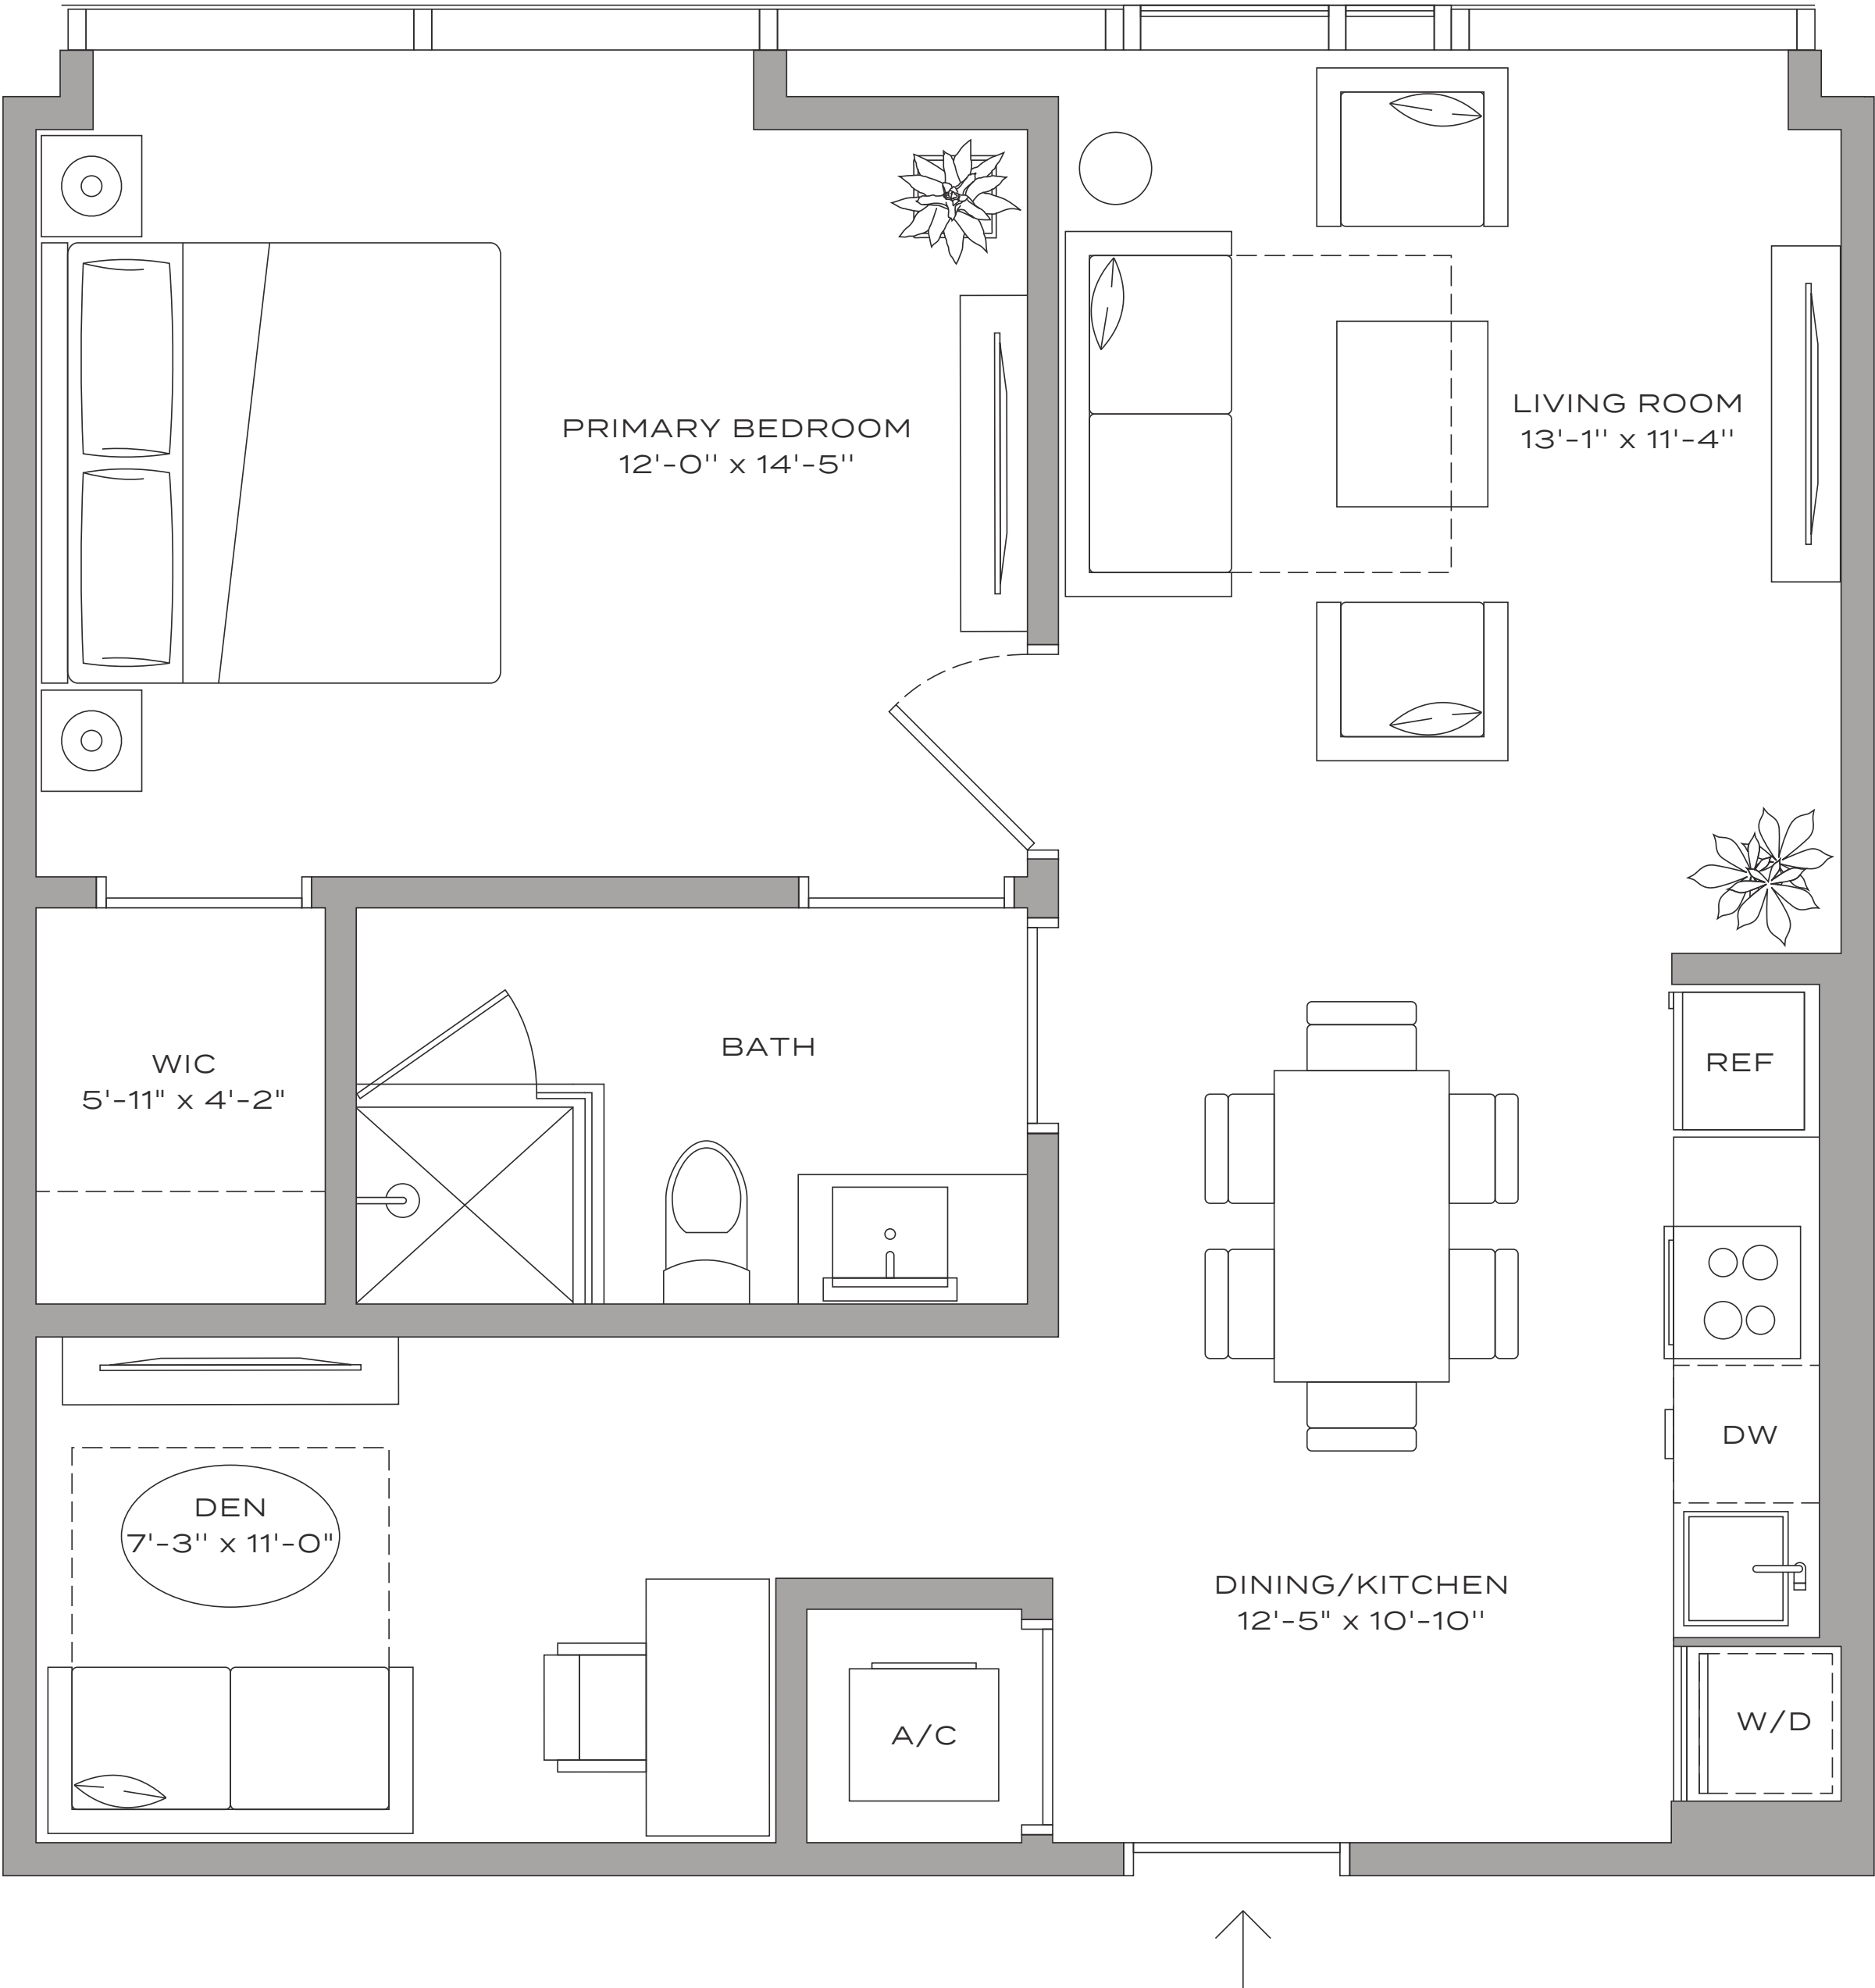 PRIMARY BEDROOM
12'-0'' x 14'-5''
LIVING ROOM
13'-1'' x 11'-4''
WIC
5'-11" x 4'-2"
BATH
REF
DW
DEN
7'-3'' x 11'-0"
DINING/KITCHEN
12'-5" x 10'-10''
A/C
W/D